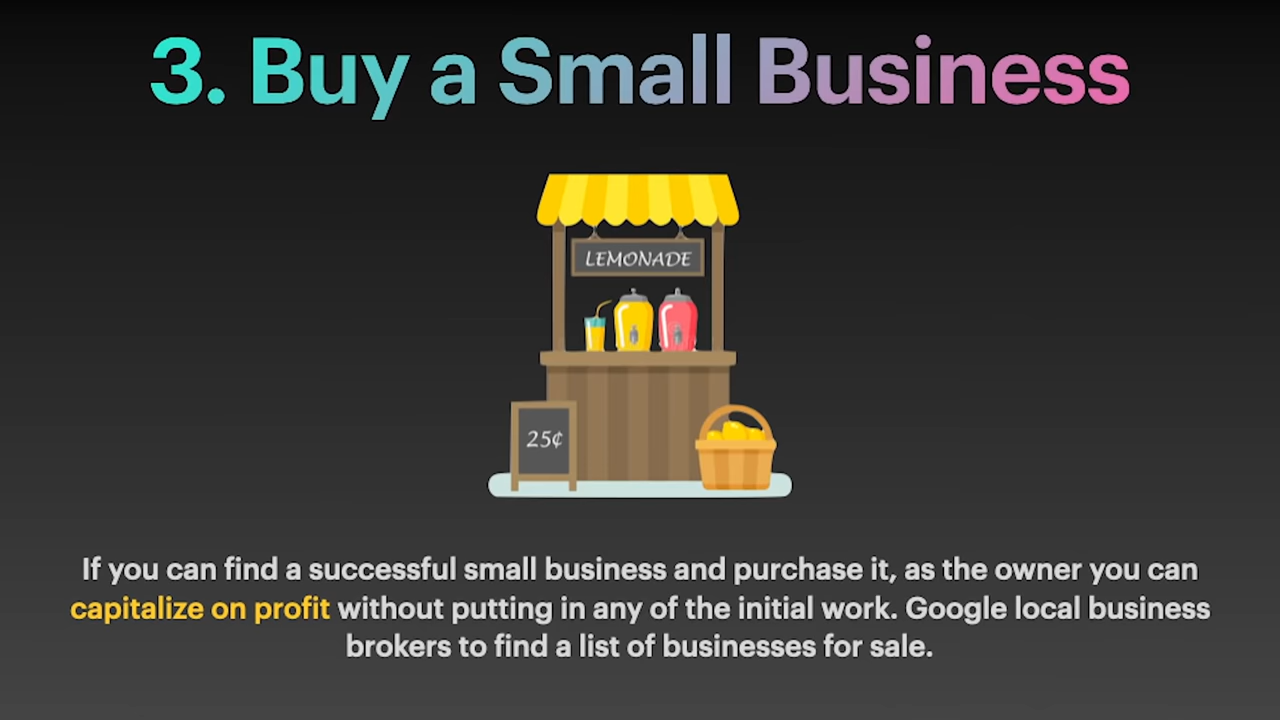 3. Buy a Small Business
LEMONADE
25¢
If you can find a successful small business and purchase it, as the owner you can
capitalize on profit without putting in any of the initial work. Google local business
brokers to find a list of businesses for sale.